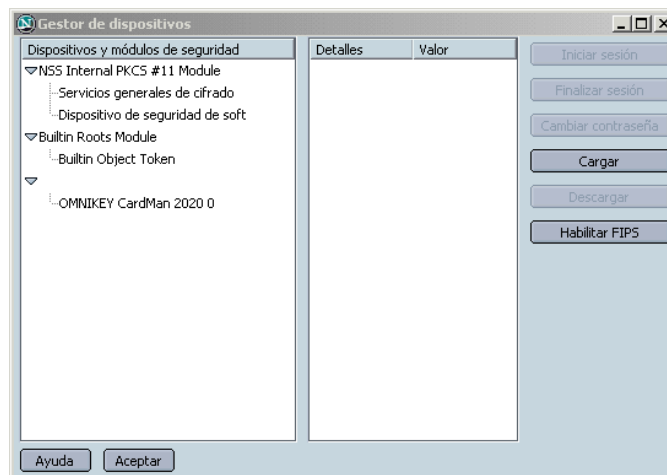 Gestor de dispositivos
Dispositivos y módulos de seguridad
Detalles
Valor
NSS Internal PKCS #11 Module
Servicios generales de cifrado
Dispositivo de seguridad de soft
Builtin Roots Module
Builtin Object Token
OMNIKEY CardMan 2020 0
Iniciar sesión
Finalizar sesión
Cambiar contraseña
Cargar
Descargar
Habilitar FIPS
Ayuda
Aceptar